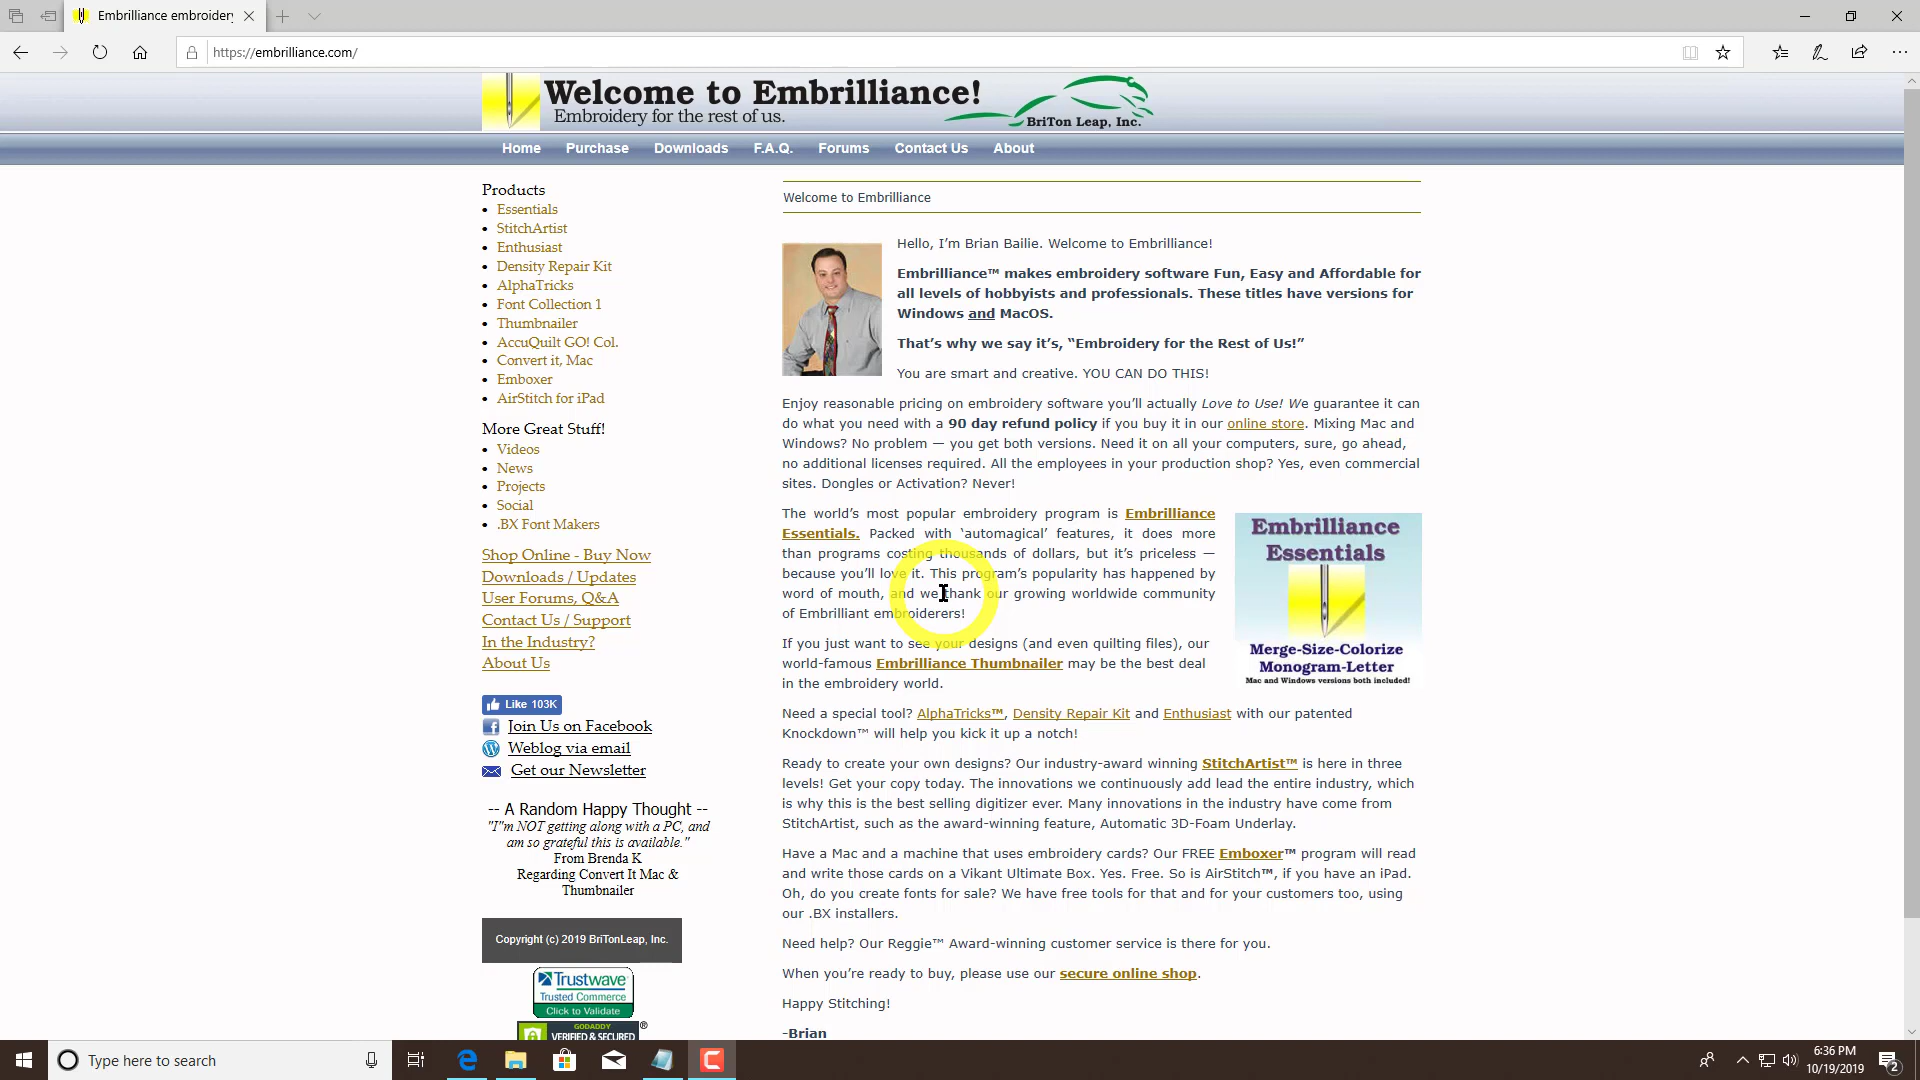 Embrilliance embroidery
https://embrilliance.com/
Welcome to Embrilliance!
Embroidery for the rest of us.
BriTon Leap, Inc.
Home Purchase Downloads F.A.Q. Forums Contact Us About
Products
Essentials
StitchArtist
Enthusiast
Density Repair Kit
AlphaTricks
Font Collection 1
Thumbnailer
AccuQuilt GO! Col.
Convert it, Mac
Emboxer
AirStitch for iPad
More Great Stuff!
Videos
News
Projects
Social
.BX Font Makers
Shop Online - Buy Now
Downloads / Updates
User Forums, Q&A
Contact Us / Support
In the Industry?
About Us
Like 103K
Join Us on Facebook
Weblog via email
Get our Newsletter
-- A Random Happy Thought --
"I"m NOT getting along with a PC, and
am so grateful this is available."
From Brenda K
Regarding Convert It Mac &
Thumbnailer
Copyright (c) 2019 BriTonLeap, Inc.
Trustwave®
Trusted Commerce
Click to Validate
GODADDY
VERIFIED & SECURED
®
Welcome to Embrilliance
Hello, I’m Brian Bailie. Welcome to Embrilliance!
Embrilliance™ makes embroidery software Fun, Easy and Affordable for
all levels of hobbyists and professionals. These titles have versions for
Windows and MacOS.
That’s why we say it’s, “Embroidery for the Rest of Us!”
You are smart and creative. YOU CAN DO THIS!
Enjoy reasonable pricing on embroidery software you’ll actually Love to Use! We guarantee it can
do what you need with a 90 day refund policy if you buy it in our online store. Mixing Mac and
Windows? No problem — you get both versions. Need it on all your computers, sure, go ahead,
no additional licenses required. All the employees in your production shop? Yes, even commercial
sites. Dongles or Activation? Never!
The world’s most popular embroidery program is Embrilliance
Essentials. Packed with ‘automagical’ features, it does more
than programs costing thousands of dollars, but it’s priceless —
because you’ll love it. This program’s popularity has happened by
word of mouth, and we thank our growing worldwide community
of Embrilliant embroiderers!
Embrilliance
Essentials
Merge-Size-Colorize
Monogram-Letter
Mac and Windows versions both included!
If you just want to see your designs (and even quilting files), our
world-famous Embrilliance Thumbnailer may be the best deal
in the embroidery world.
Need a special tool? AlphaTricks™, Density Repair Kit and Enthusiast with our patented
Knockdown™ will help you kick it up a notch!
Ready to create your own designs? Our industry-award winning StitchArtist™ is here in three
levels! Get your copy today. The innovations we continuously add lead the entire industry, which
is why this is the best selling digitizer ever. Many innovations in the industry have come from
StitchArtist, such as the award-winning feature, Automatic 3D-Foam Underlay.
Have a Mac and a machine that uses embroidery cards? Our FREE Emboxer™ program will read
and write those cards on a Vikant Ultimate Box. Yes. Free. So is AirStitch™, if you have an iPad.
Oh, do you create fonts for sale? We have free tools for that and for your customers too, using
our .BX installers.
Need help? Our Reggie™ Award-winning customer service is there for you.
When you’re ready to buy, please use our secure online shop.
Happy Stitching!
-Brian
Type here to search
6:36 PM
10/19/2019
2